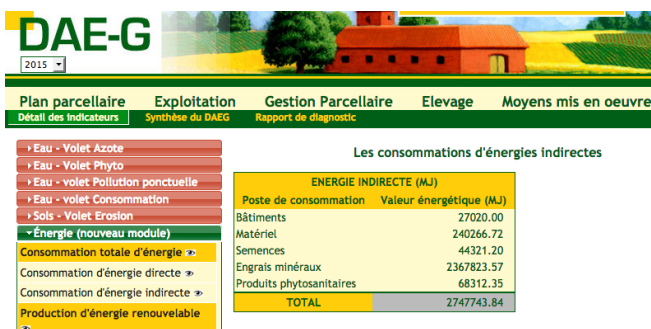 DAE-G
2015
Plan parcellaire Exploitation Gestion Parcellaire Elevage Moyens mis en oeuvre
Détail des indicateurs Synthèse du DAEG Rapport de diagnostic
Eau - Volet Azote
Eau - Volet Phyto
Eau - volet Pollution ponctuelle
Eau - volet Consommation
Sols - Volet Erosion
Énergie (nouveau module)
Consommation totale d'énergie
Consommation d'énergie directe
Consommation d'énergie indirecte
Production d'énergie renouvelable
Les consommations d'énergies indirectes
ENERGIE INDIRECTE (MJ)
Poste de consommation Valeur énergétique (MJ)
Bâtiments 27020.00
Matériel 240266.72
Semences 44321.20
Engrais minéraux 2367823.57
Produits phytosanitaires 68312.35
TOTAL 2747743.84